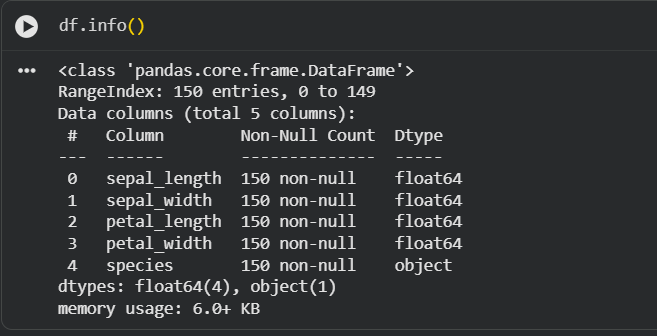 df.info()
<class 'pandas.core.frame.DataFrame'>
RangeIndex: 150 entries, 0 to 149
Data columns (total 5 columns):
 #   Column        Non-Null Count  Dtype
---  ------        --------------  -----
 0   sepal_length  150 non-null    float64
 1   sepal_width   150 non-null    float64
 2   petal_length  150 non-null    float64
 3   petal_width   150 non-null    float64
 4   species       150 non-null    object
dtypes: float64(4), object(1)
memory usage: 6.0+ KB